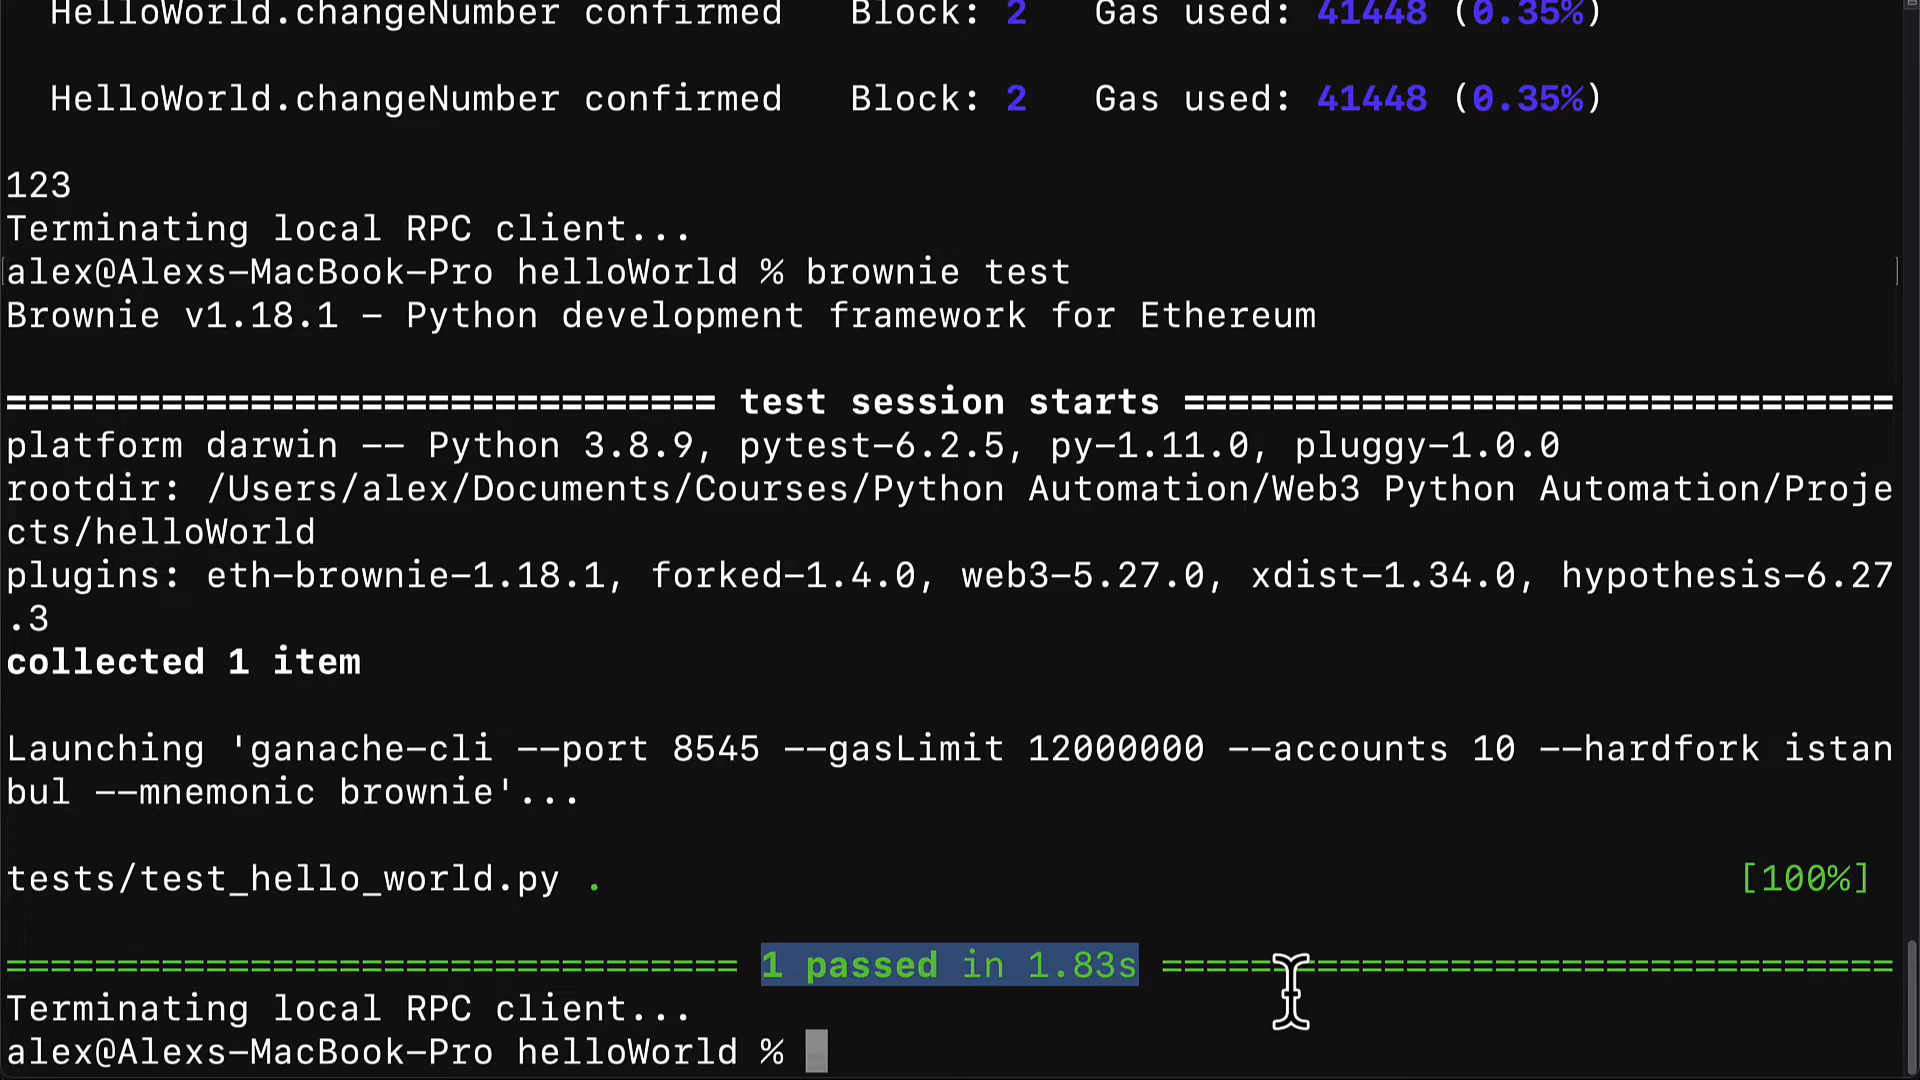 HelloWorld.changeNumber confirmed   Block: 2   Gas used: 41448 (0.35%)
HelloWorld.changeNumber confirmed   Block: 2   Gas used: 41448 (0.35%)
123
Terminating local RPC client...
alex@Alexs-MacBook-Pro helloWorld % brownie test
Brownie v1.18.1 - Python development framework for Ethereum
================================ test session starts ================================
platform darwin -- Python 3.8.9, pytest-6.2.5, py-1.11.0, pluggy-1.0.0
rootdir: /Users/alex/Documents/Courses/Python Automation/Web3 Python Automation/Proje
cts/helloWorld
plugins: eth-brownie-1.18.1, forked-1.4.0, web3-5.27.0, xdist-1.34.0, hypothesis-6.27
.3
collected 1 item
Launching 'ganache-cli --port 8545 --gasLimit 12000000 --accounts 10 --hardfork istan
bul --mnemonic brownie'...
tests/test_hello_world.py .                                                   [100%]
================================= 1 passed in 1.83s =================================
Terminating local RPC client...
alex@Alexs-MacBook-Pro helloWorld %